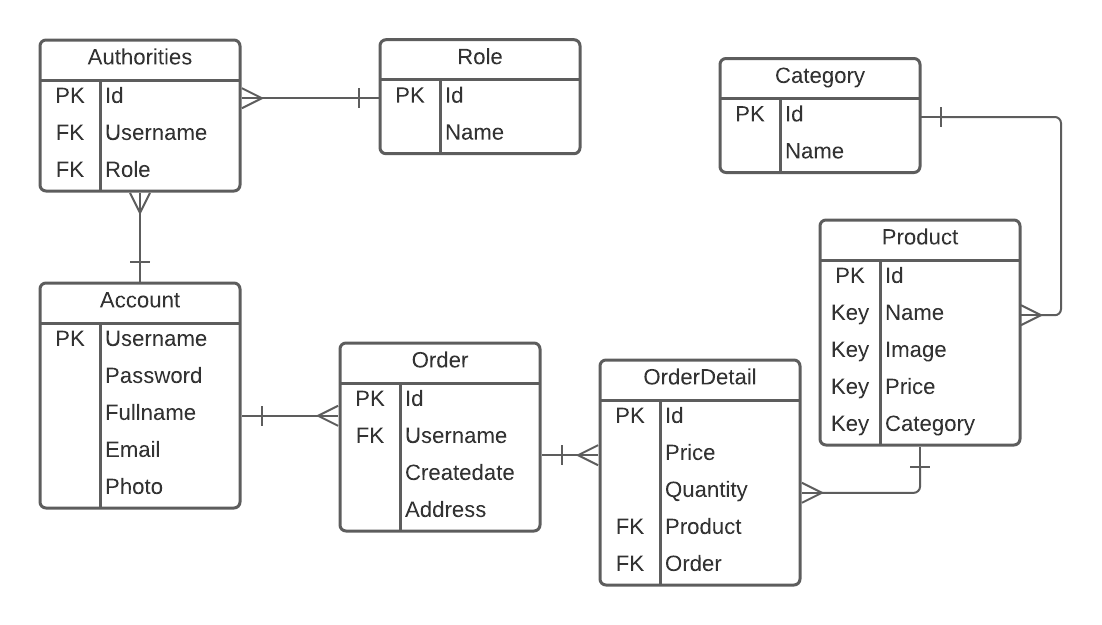 Authorities
PK Id
FK Username
FK Role
Role
PK Id
Name
Category
PK Id
Name
Product
PK Id
Key Name
Key Image
Key Price
Key Category
Account
PK Username
Password
Fullname
Email
Photo
Order
PK Id
FK Username
Createdate
Address
OrderDetail
PK Id
Price
Quantity
FK Product
FK Order